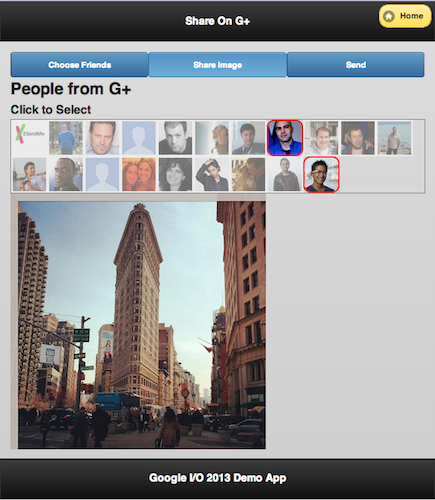 Share On G+
Home
Choose Friends
Share Image
Send
People from G+
Click to Select
StandMe
Google I/O 2013 Demo App